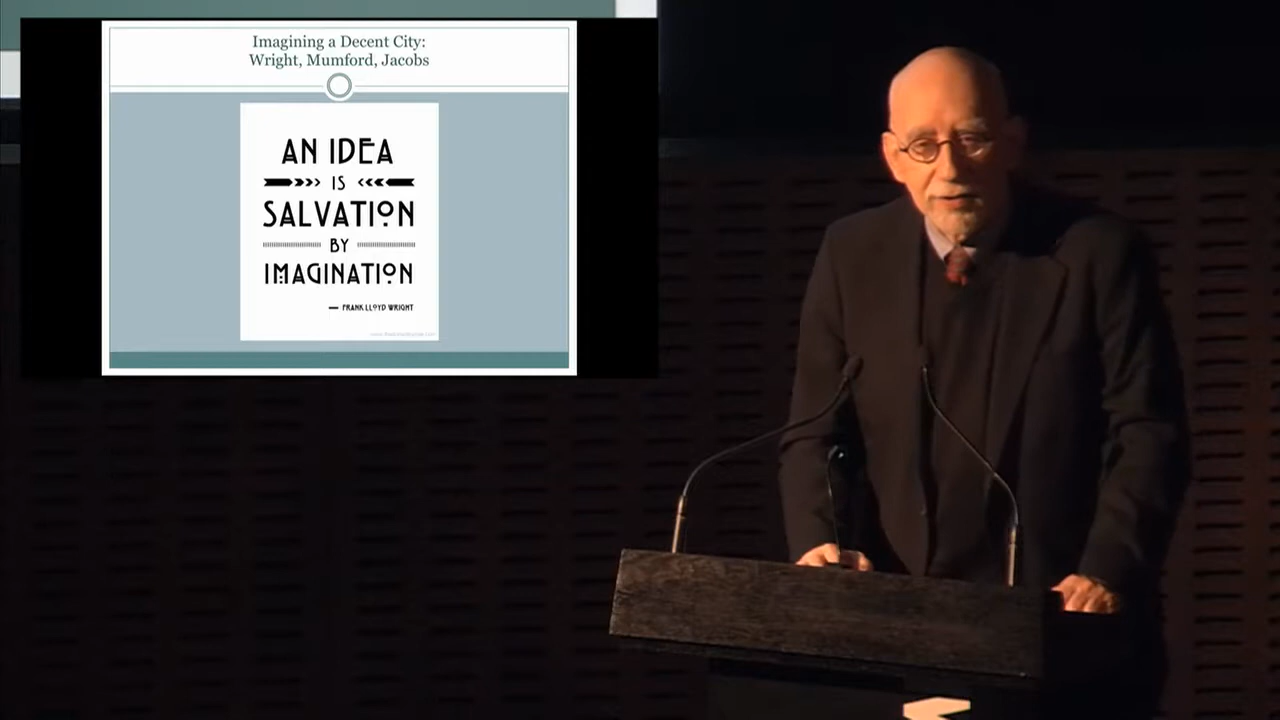 Imagining a Decent City:
Wright, Mumford, Jacobs
AN IDEA
IS
SALVATION
BY
IMAGINATION
— FRANK LLOYD WRIGHT